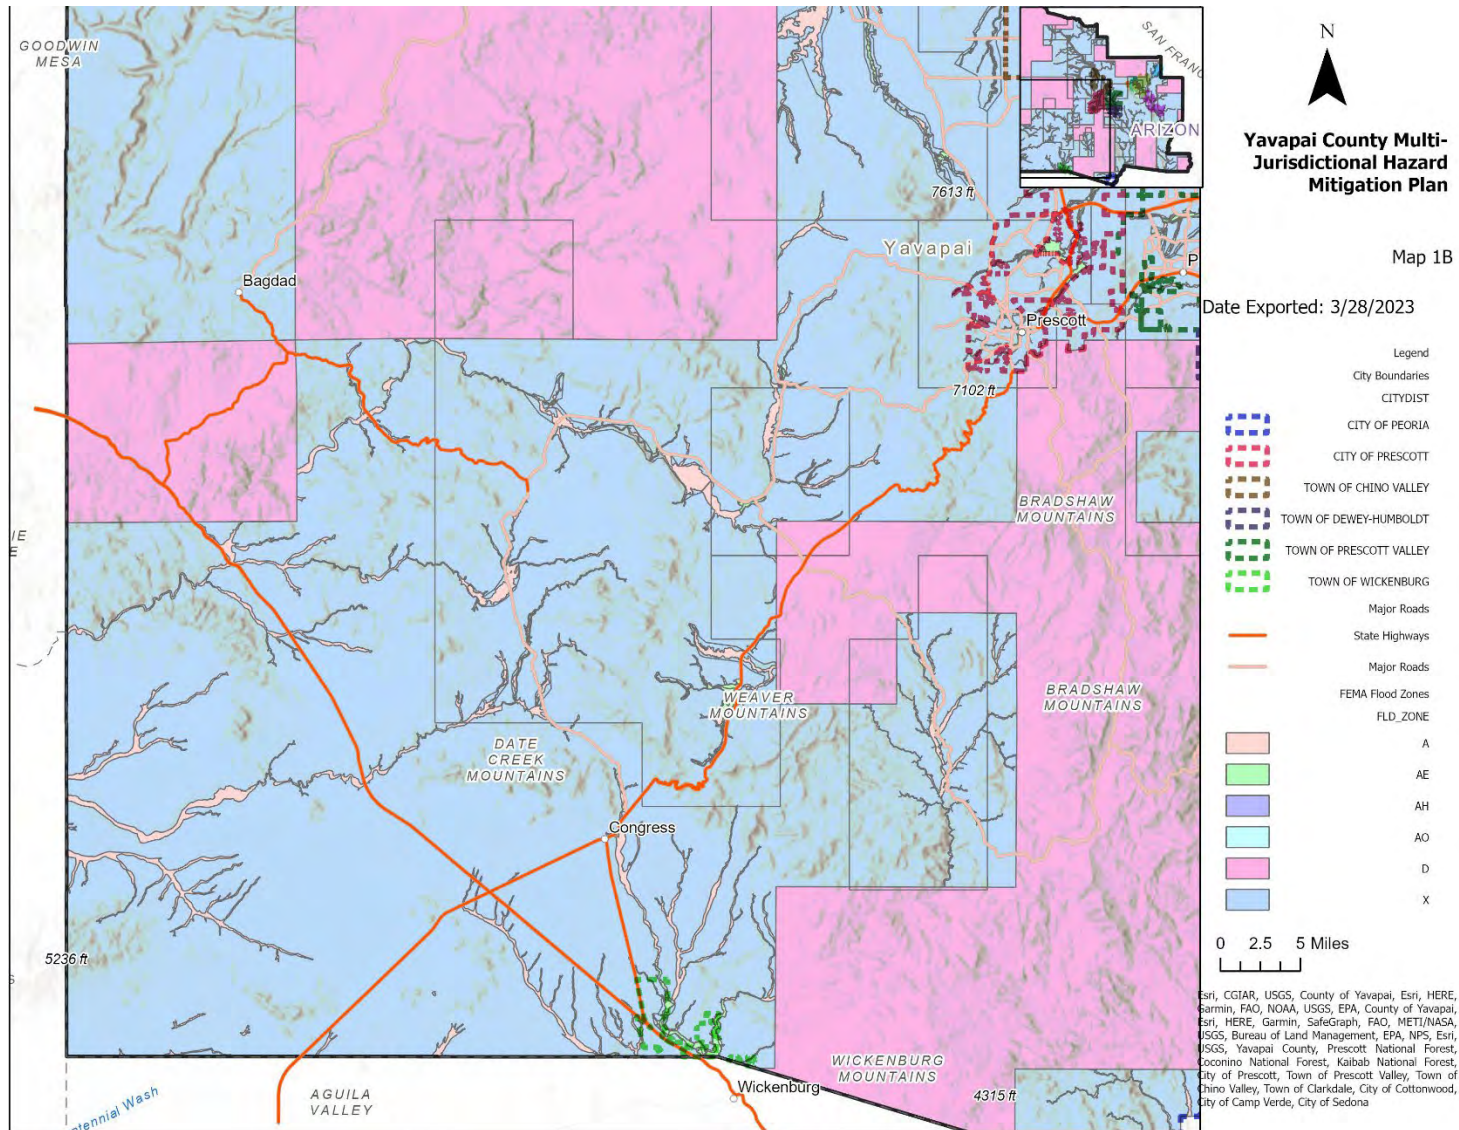 GOODWIN
MESA
SAN FRANC
ARIZON
7613 ft
Yavapai
Bagdad
P
Prescott
7102 ft
IE
E
BRADSHAW
MOUNTAINS
WEAVER
MOUNTAINS
BRADSHAW
MOUNTAINS
DATE
CREEK
MOUNTAINS
Congress
5236 ft
S
WICKENBURG
MOUNTAINS
Wickenburg
4315 ft
AGUILA
VALLEY
tennial Wash
N
Yavapai County Multi-
Jurisdictional Hazard
Mitigation Plan
Map 1B
Date Exported: 3/28/2023
Legend
City Boundaries
CITYDIST
CITY OF PEORIA
CITY OF PRESCOTT
TOWN OF CHINO VALLEY
TOWN OF DEWEY-HUMBOLDT
TOWN OF PRESCOTT VALLEY
TOWN OF WICKENBURG
Major Roads
State Highways
Major Roads
FEMA Flood Zones
FLD_ZONE
A
AE
AH
AO
D
X
0 2.5 5 Miles
Esri, CGIAR, USGS, County of Yavapai, Esri, HERE,
Garmin, FAO, NOAA, USGS, EPA, County of Yavapai,
Esri, HERE, Garmin, SafeGraph, FAO, METI/NASA,
USGS, Bureau of Land Management, EPA, NPS, Esri,
USGS, Yavapai County, Prescott National Forest,
Coconino National Forest, Kaibab National Forest,
City of Prescott, Town of Prescott Valley, Town of
Chino Valley, Town of Clarkdale, City of Cottonwood,
City of Camp Verde, City of Sedona